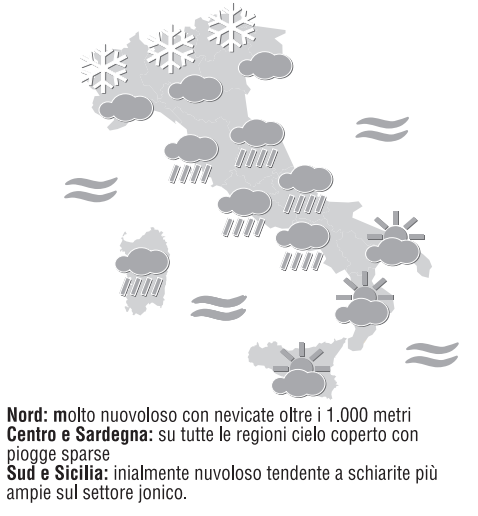 Nord: molto nuovoloso con nevicate oltre i 1.000 metri
Centro e Sardegna: su tutte le regioni cielo coperto con
piogge sparse
Sud e Sicilia: inialmente nuvoloso tendente a schiarite più
ampie sul settore jonico.